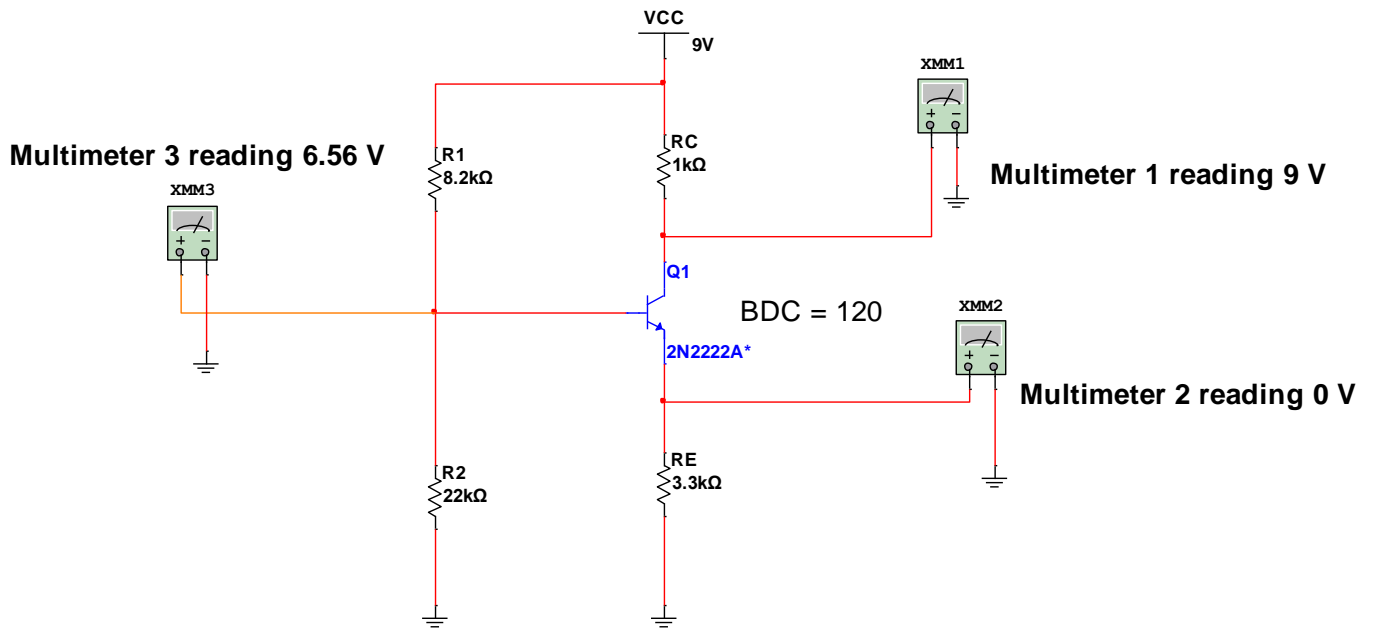 VCC
9V
XMM1
+ −
Multimeter 1 reading 9 V
Multimeter 3 reading 6.56 V
XMM3
+ −
R1
8.2kΩ
RC
1kΩ
Q1
BDC = 120
2N2222A*
XMM2
+ −
Multimeter 2 reading 0 V
R2
22kΩ
RE
3.3kΩ